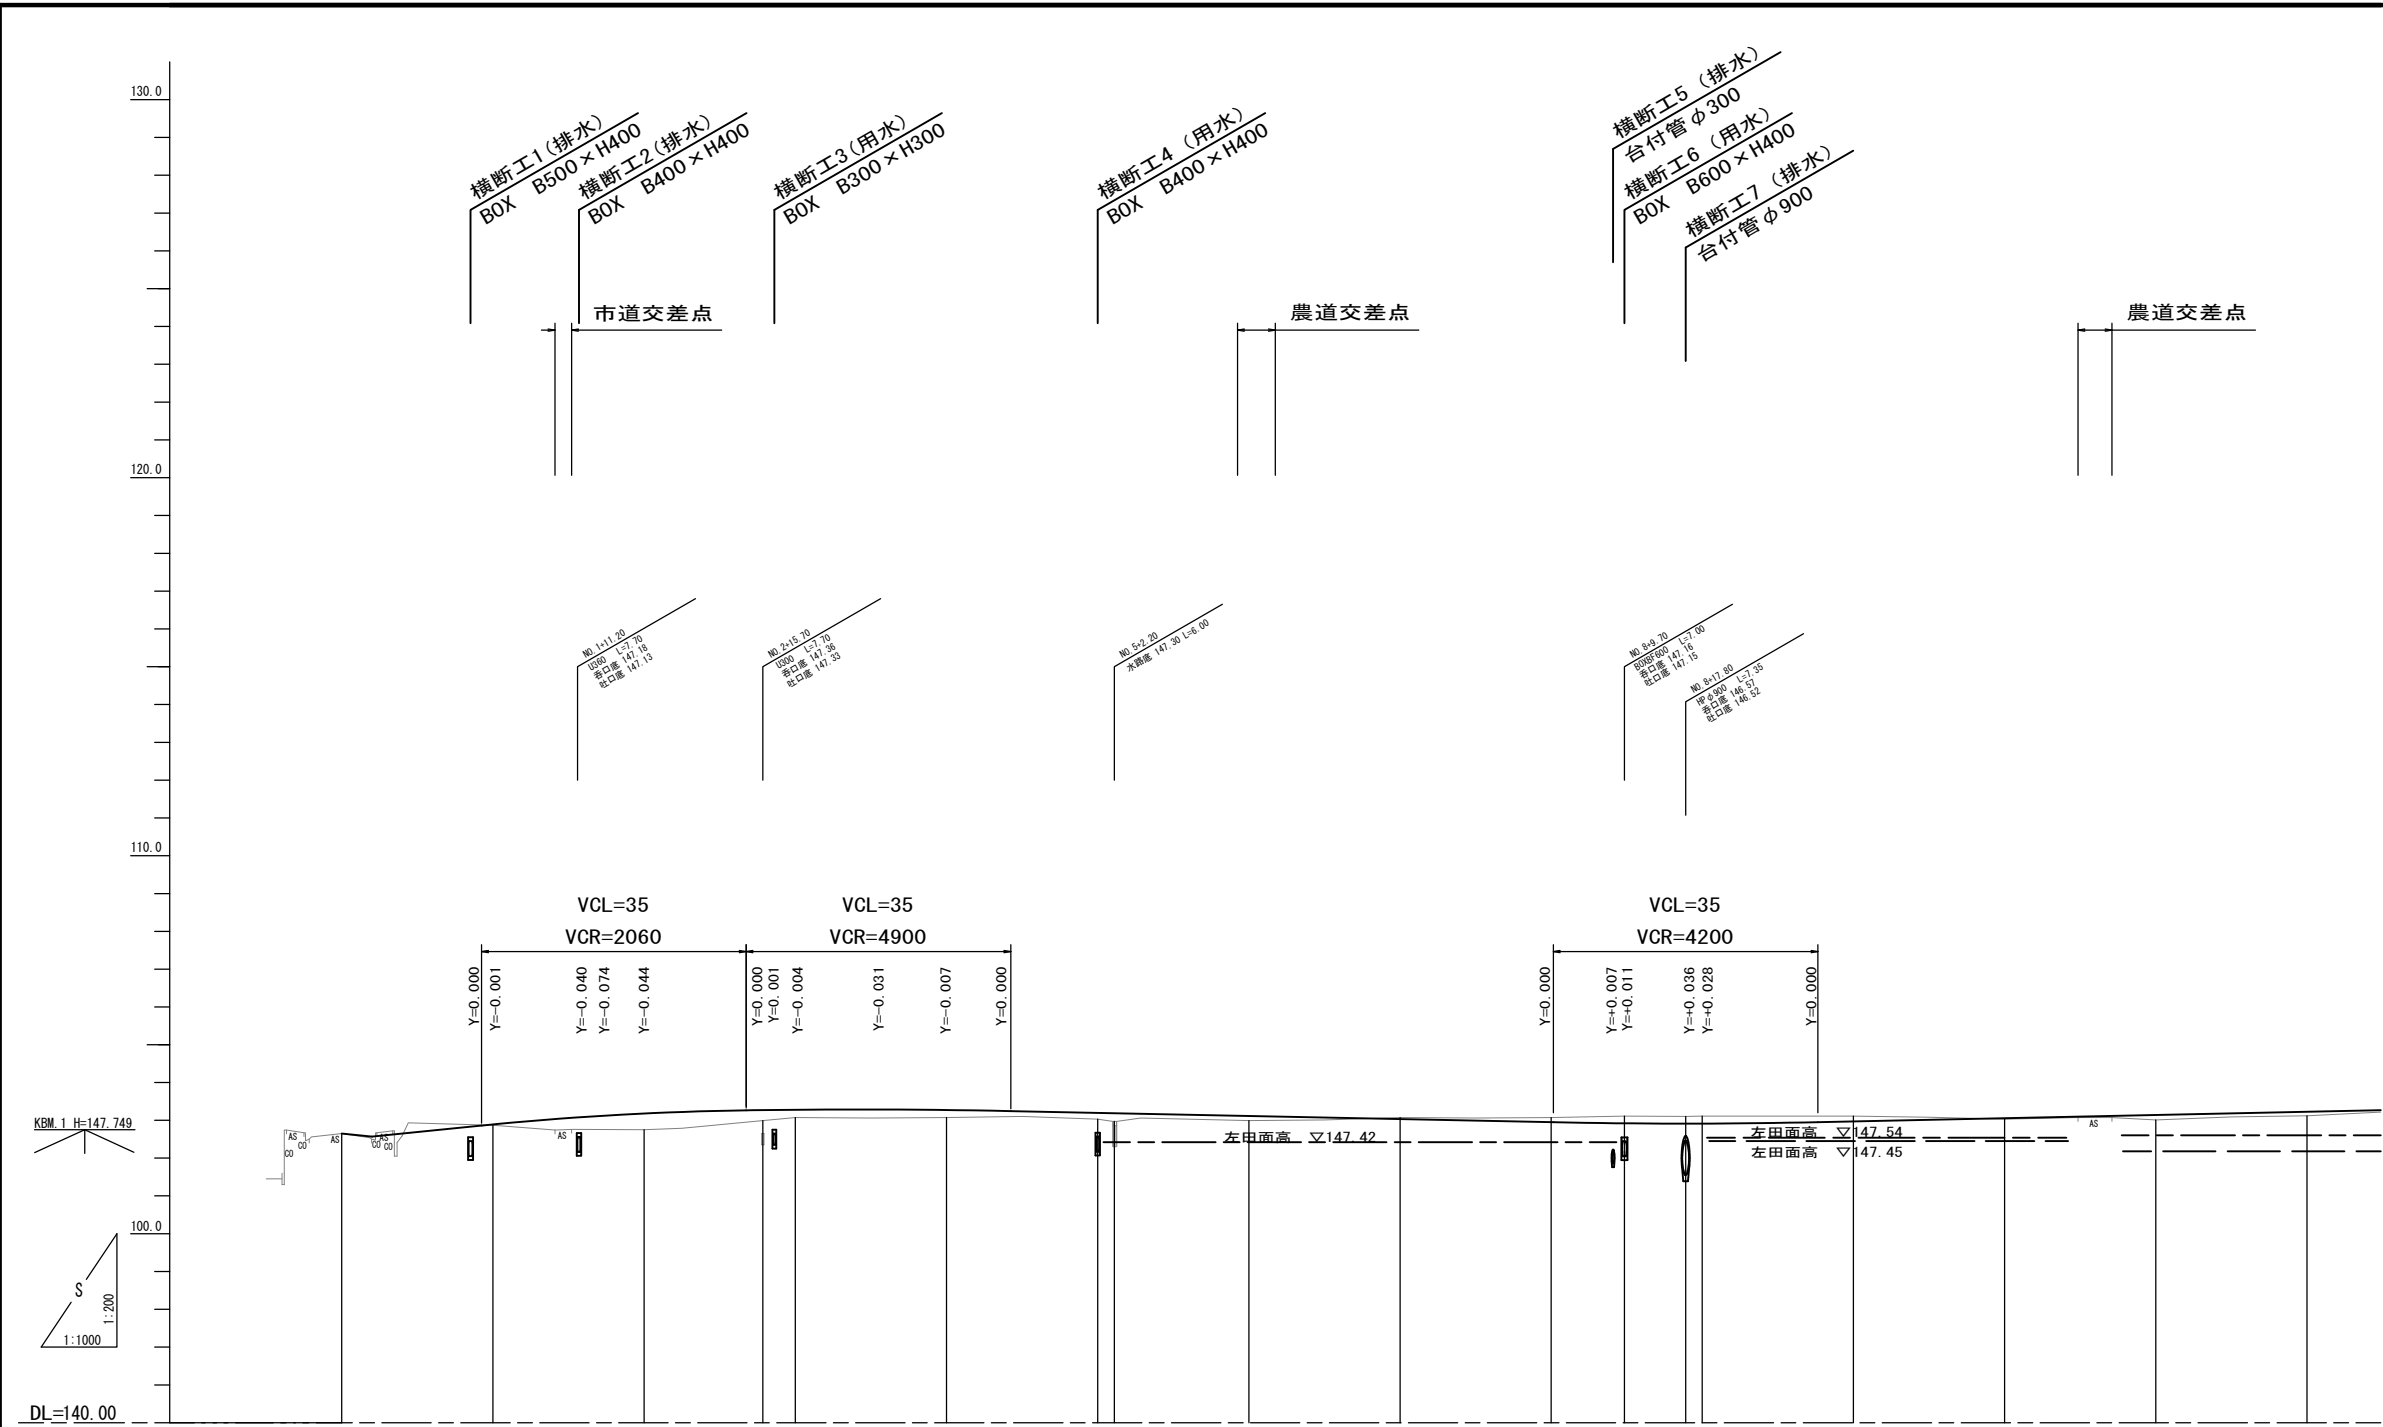 130.0
120.0
110.0
100.0
横断工1(排水)
BOX B500×H400
横断工2(排水)
BOX B400×H400
横断工3(用水)
BOX B300×H300
横断工4 (用水)
BOX B400×H400
横断工5 (排水)
台付管φ300
横断工6 (用水)
BOX B600×H400
横断工7 (排水)
台付管φ900
市道交差点
農道交差点
農道交差点
NO.1+11.20
U360 L=7.70
呑口底 147.18
吐口底 147.13
NO.2+15.70
U300 L=7.70
呑口底 147.36
吐口底 147.33
NO.5+2.20
水路底 147.30 L=6.00
NO.8+9.70
BOXBF600 L=7.00
呑口底 147.16
吐口底 147.15
NO.8+17.80
HPφ900 L=7.35
呑口底 146.57
吐口底 146.52
VCL=35
VCR=2060
VCL=35
VCR=4900
VCL=35
VCR=4200
Y=0.000
Y=-0.001
Y=-0.040
Y=-0.074
Y=-0.044
Y=0.000
Y=0.001
Y=-0.004
Y=-0.031
Y=-0.007
Y=0.000
Y=0.000
Y=+0.007
Y=+0.011
Y=+0.036
Y=+0.028
Y=0.000
KBM.1 H=147.749
AS
CO
CO
AS
CO
AS
CO
AS
左田面高 ▽147.42
左田面高 ▽147.54
左田面高 ▽147.45
AS
S
1:200
1:1000
DL=140.00